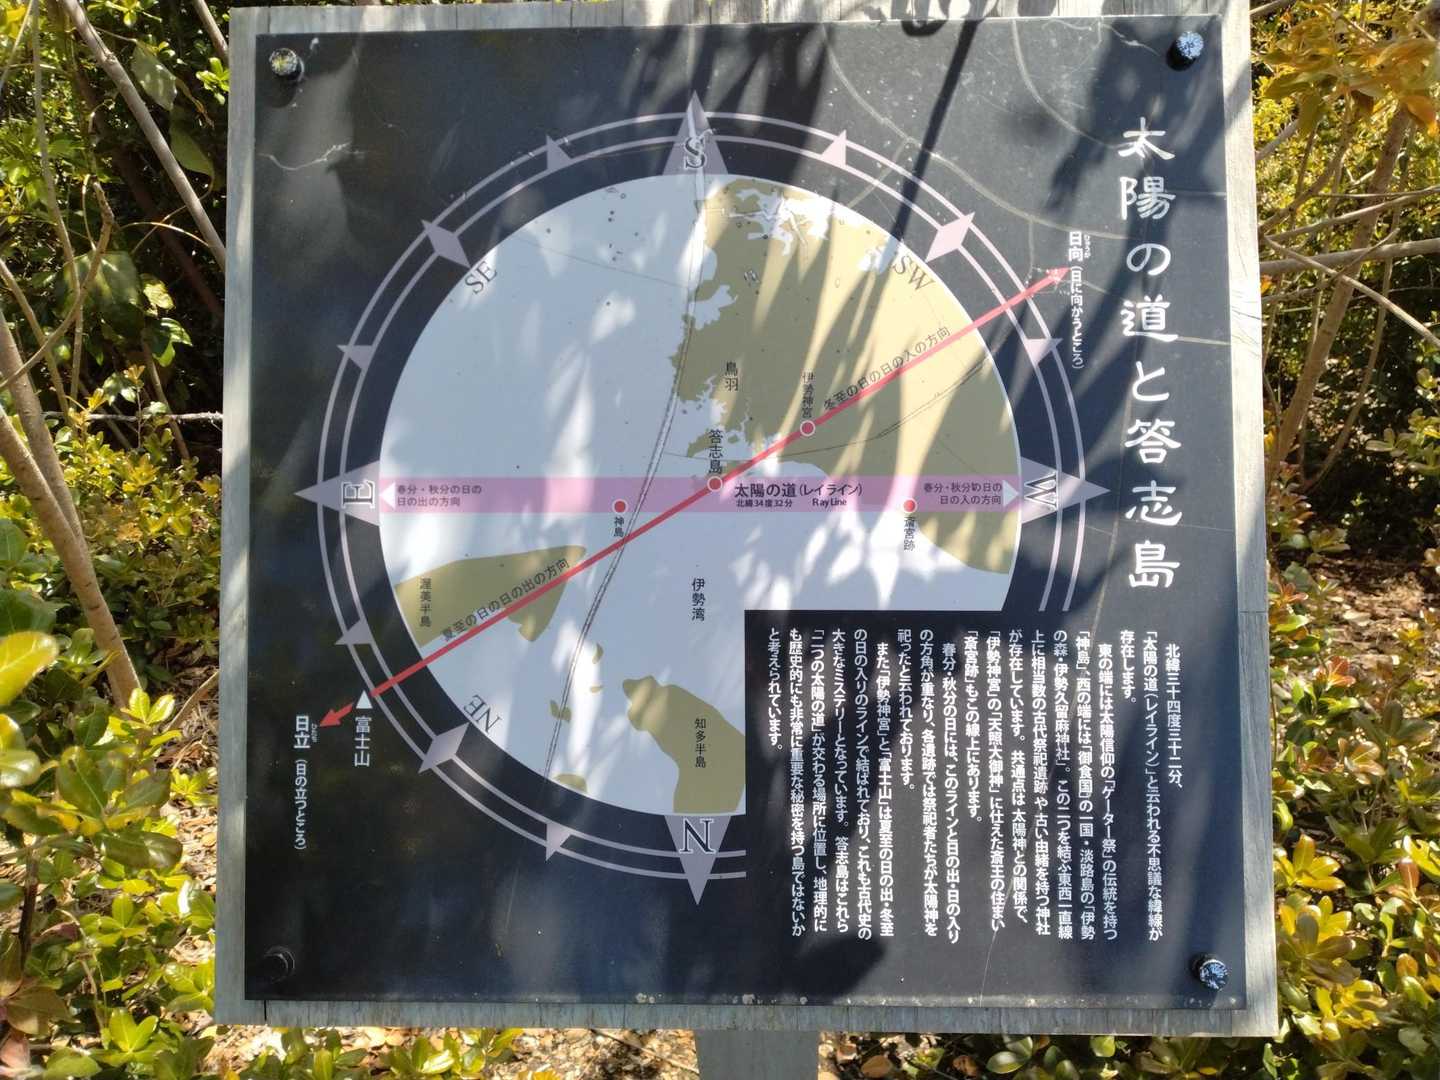 太陽の道と答志島
日向
ひゅうが
(日に向かうところ)
S
SE
SW
E
W
NE
N
鳥羽
伊勢神宮
冬至の日の日の入の方向
答志島
春分・秋分の日の
日の出の方向
太陽の道(レイライン)
北緯34度32分 Ray Line
春分・秋分の日の
日の入の方向
神島
斎宮跡
渥美半島
夏至の日の日の出の方向
伊勢湾
知多半島
富士山
日立
ひたち
(日の立つところ)
北緯三十四度三十二分、
「太陽の道(レイライン)」と云われる不思議な緯線が
存在します。
東の端には太陽信仰の「ゲーター祭」の伝統を持つ
「神島」、西の端には「御食国」の一国・淡路島の「伊勢
の森・伊勢久留麻神社」。この二つを結ぶ東西一直線
上に相当数の古代祭祀遺跡や古い由緒を持つ神社
が存在しています。共通点は太陽神との関係で、
「伊勢神宮」の「天照大御神」に仕えた斎王の住まい
「斎宮跡」もこの線上にあります。
春分・秋分の日には、このラインと日の出・日の入り
の方角が重なり、各遺跡では祭祀者たちが太陽神を
祀ったと云われております。
また「伊勢神宮」と「富士山」は夏至の日の出・冬至
の日の入りのラインで結ばれており、これも古代史の
大きなミステリーとなっています。答志島はこれら
「二つの太陽の道」が交わる場所に位置し、地理的に
も歴史的にも非常に重要な秘密を持つ島ではないか
と考えられています。